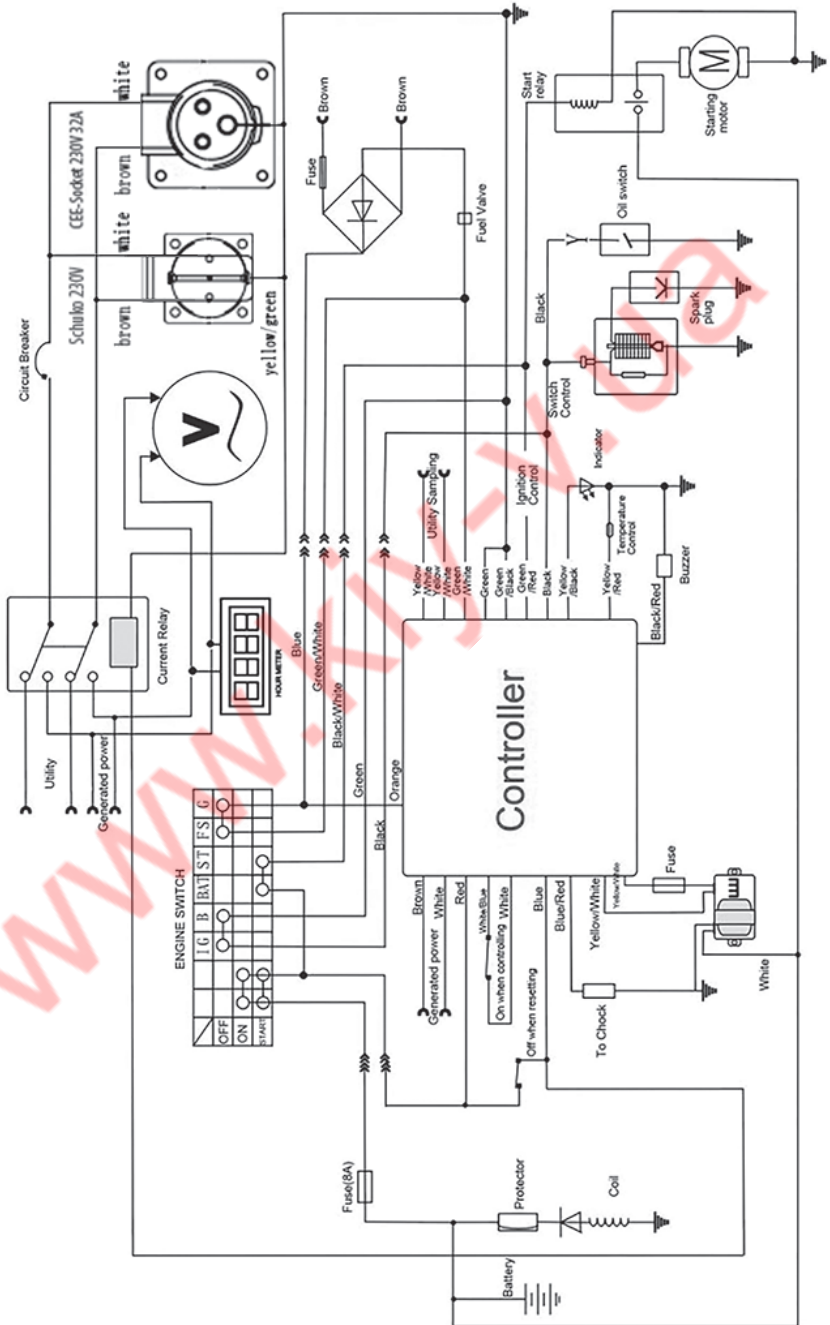 CEE-Socket 230V 32A
white
brown
Schuko 230V
white
brown
yellow/green
Circuit Breaker
V
Current Relay
HOUR METER
Utility
Generated power
Brown
Brown
Fuse
Fuel Valve
Start
relay
M
Starting
motor
Oil switch
Black
Spark
plug
Switch
Control
Indicator
Temperature
Control
Buzzer
Black/Red
Utility Sampling
Ignition
Control
Yellow
/White
Yellow
/White
Green
/White
Green
Green
/Black
Green
/Red
Black
Yellow
/Black
Yellow
/Red
Blue
Green/White
Black/White
Green
Orange
Black
Controller
ENGINE SWITCH
IG B BAT ST FS G
OFF
ON
START
Brown
Generated power
White
Red
White/Blue
On when controlling
White
Blue
Blue/Red
Yellow/White
Yellow/White
Off when resetting
To Chock
Fuse
White
Fuse(8A)
Protector
Coil
Battery
www.kiy-v.ua